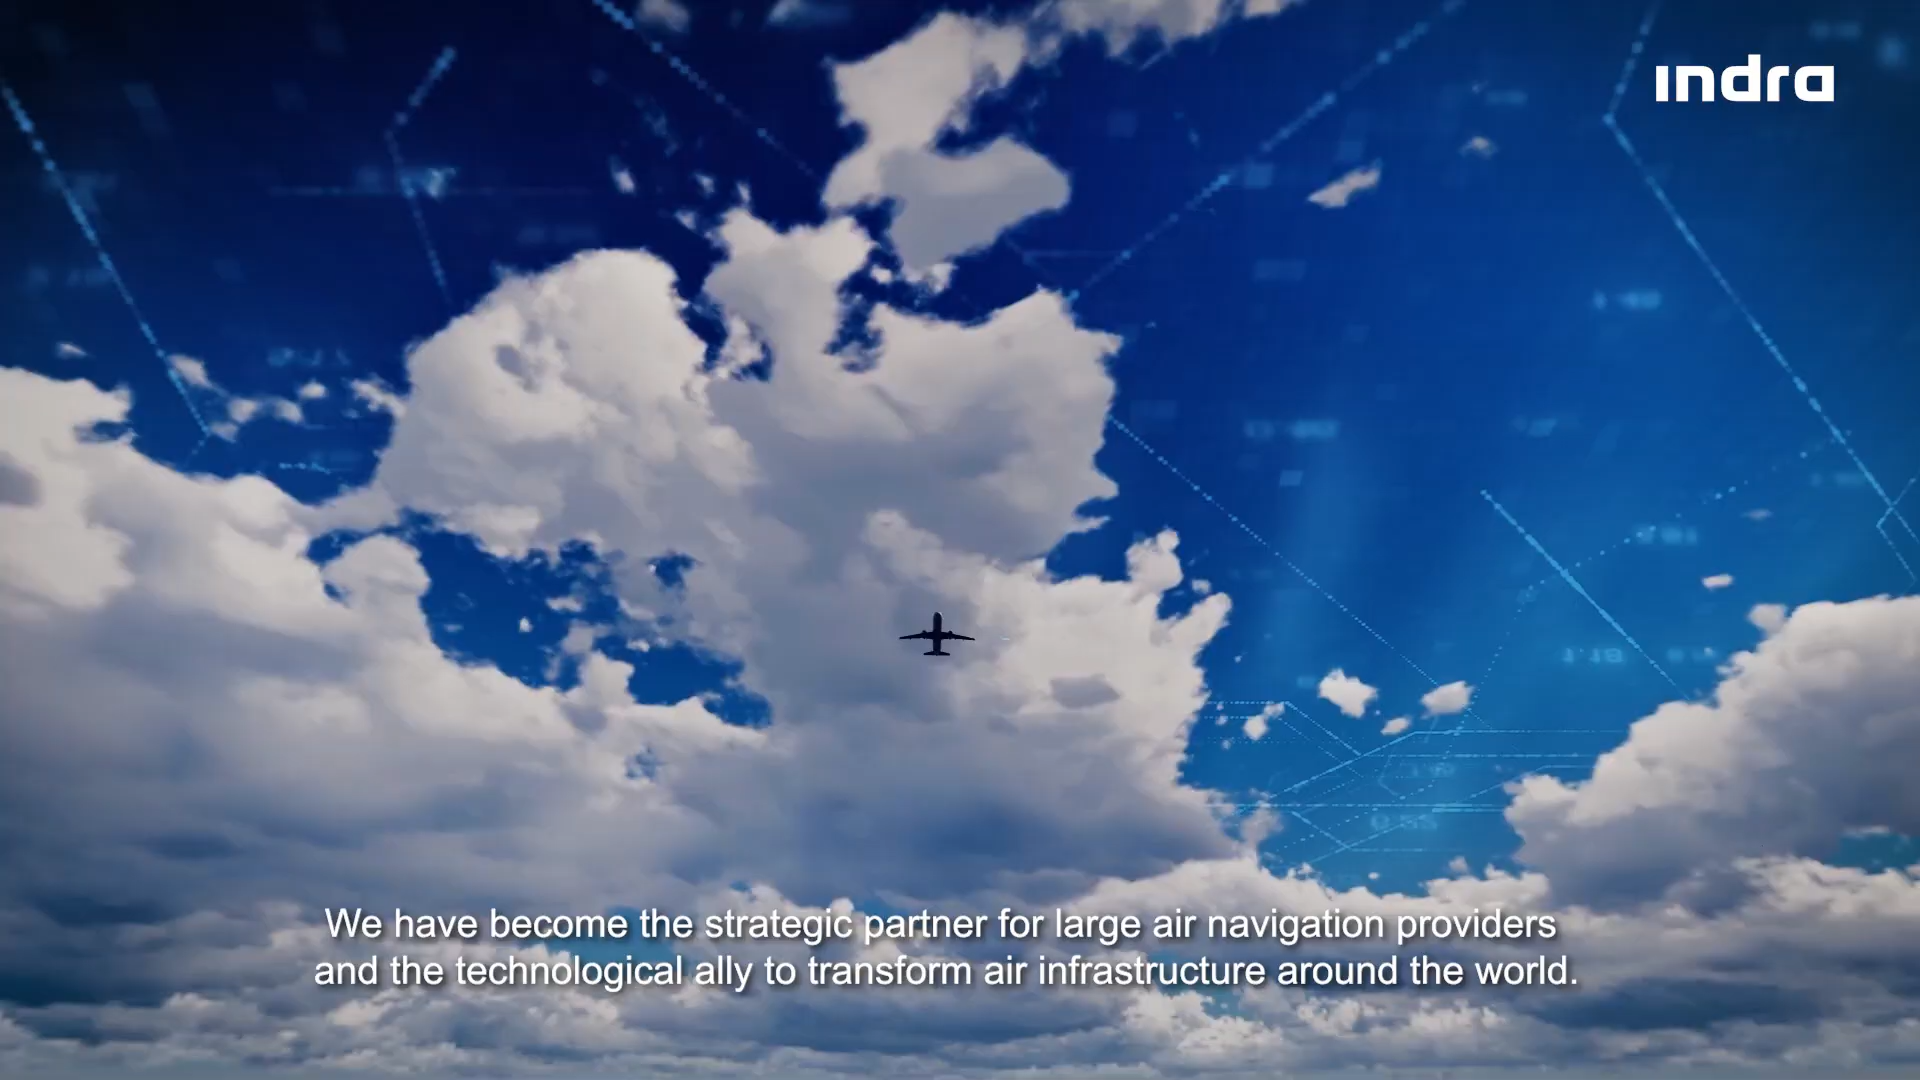 indra
We have become the strategic partner for large air navigation providers
and the technological ally to transform air infrastructure around the world.